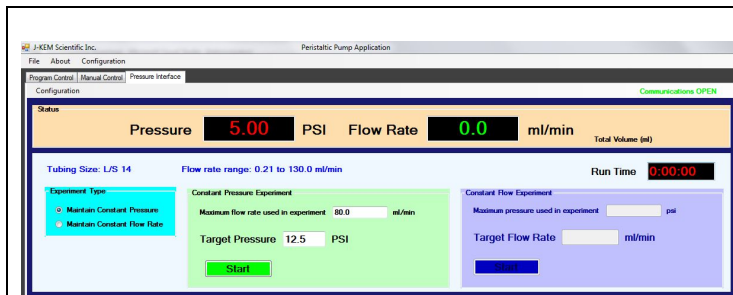 J-KEM Scientific Inc. Peristaltic Pump Application
File About Configuration
Program Control Manual Control Pressure Interface
Configuration Communications OPEN
Status
Pressure 5.00 PSI Flow Rate 0.0 ml/min Total Volume (ml)
Tubing Size: L/S 14 Flow rate range: 0.21 to 130.0 ml/min Run Time 0:00:00
Experiment Type Constant Pressure Experiment Constant Flow Experiment
Maintain Constant Pressure Maximum flow rate used in experiment 80.0 ml/min Maximum pressure used in experiment psi
Maintain Constant Flow Rate
Target Pressure 12.5 PSI Target Flow Rate ml/min
Start Start